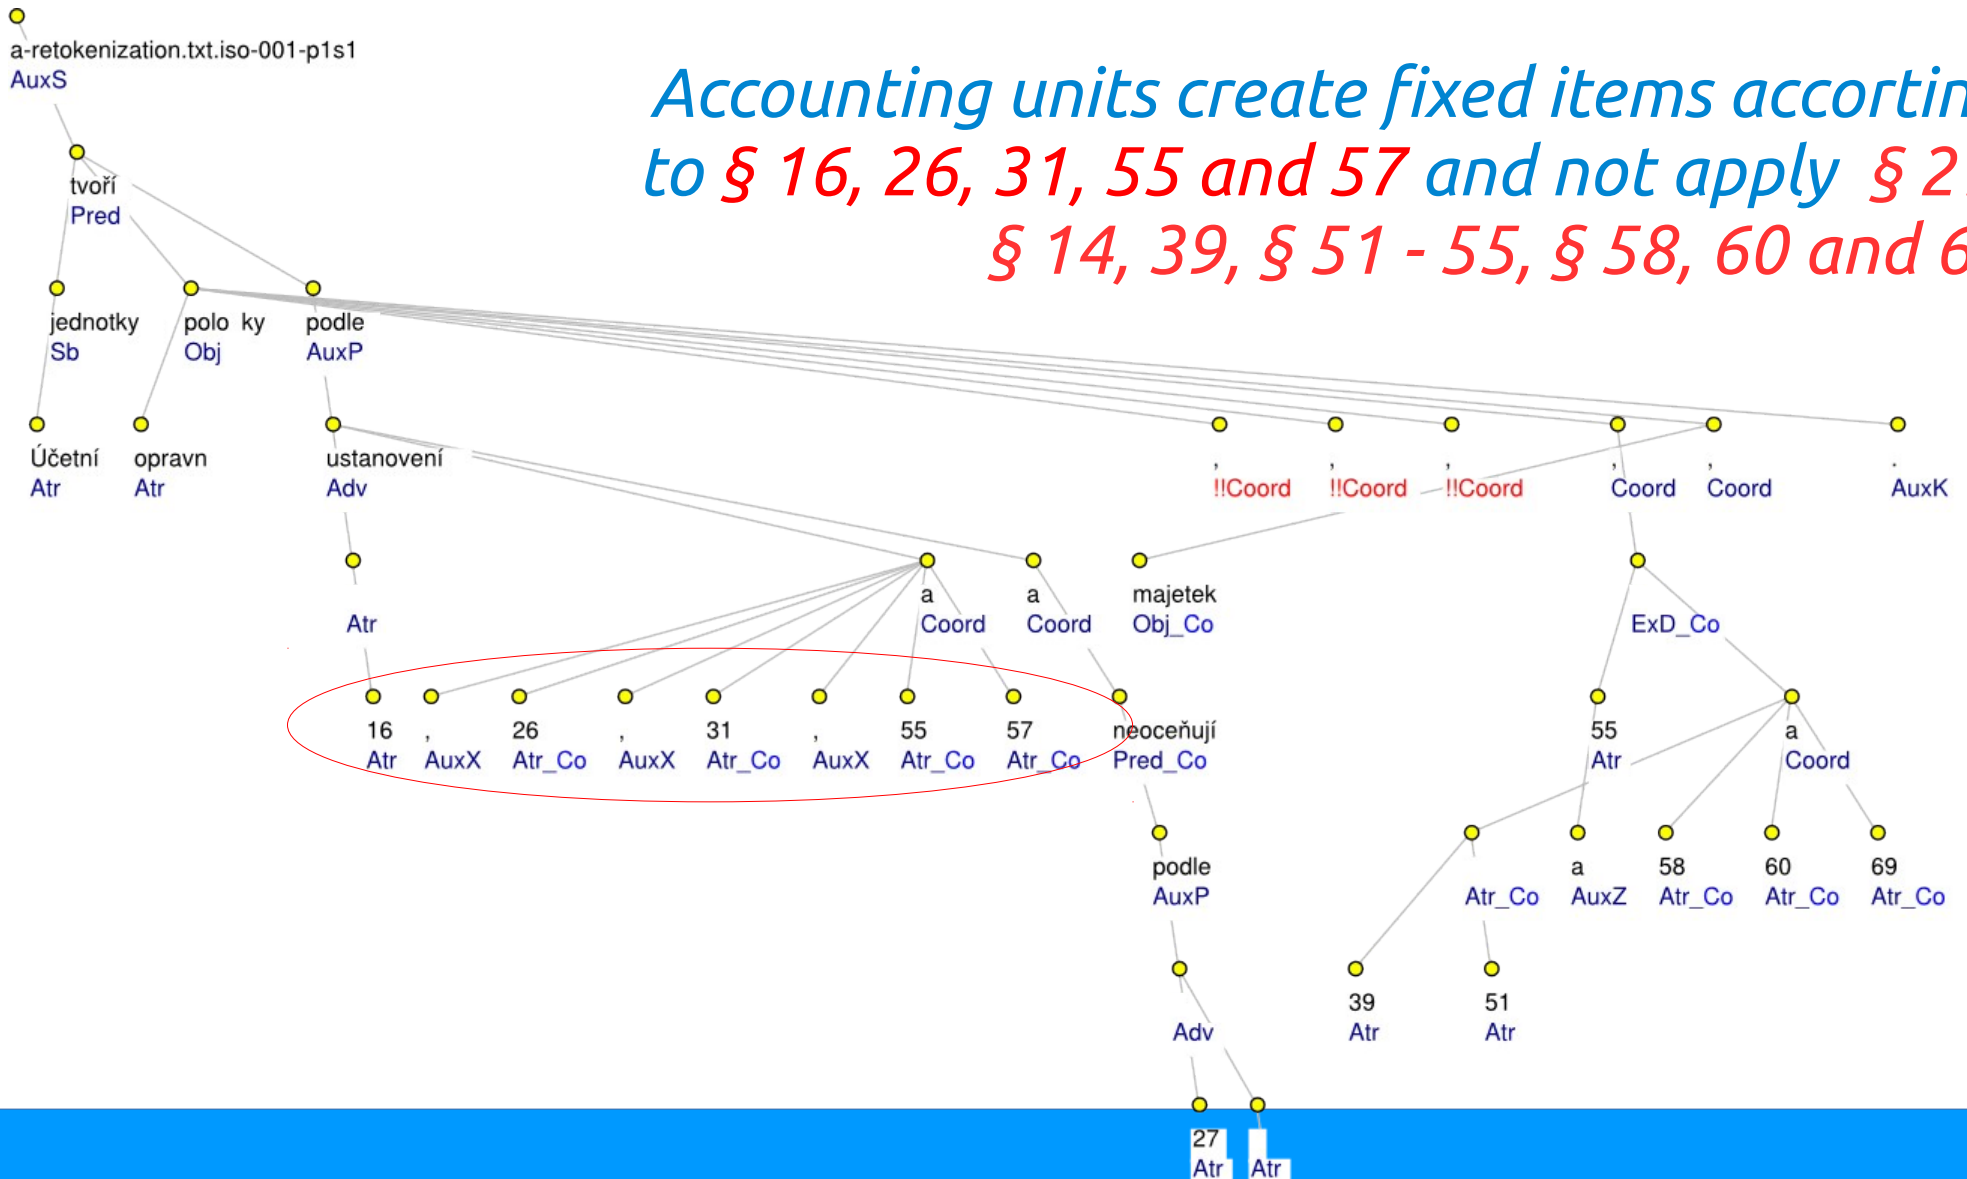 a-retokenization.txt.iso-001-p1s1
AuxS
Accounting units create fixed items accortin
to § 16, 26, 31, 55 and 57 and not apply § 2
§ 14, 39, § 51 - 55, § 58, 60 and 6
tvoří
Pred
jednotky polo ky podle
Sb Obj AuxP
Účetní opravn ustanovení , , , , , .
Atr Atr Adv !!Coord !!Coord !!Coord Coord Coord AuxK
a a majetek
Atr Coord Coord Obj_Co ExD_Co
16 , 26 , 31 , 55 57 neoceňují 55 a
Atr AuxX Atr_Co AuxX Atr_Co AuxX Atr_Co Atr_Co Pred_Co Atr Coord
podle a 58 60 69
AuxP Atr_Co AuxZ Atr_Co Atr_Co Atr_Co
39 51
Adv Atr Atr
27
Atr Atr